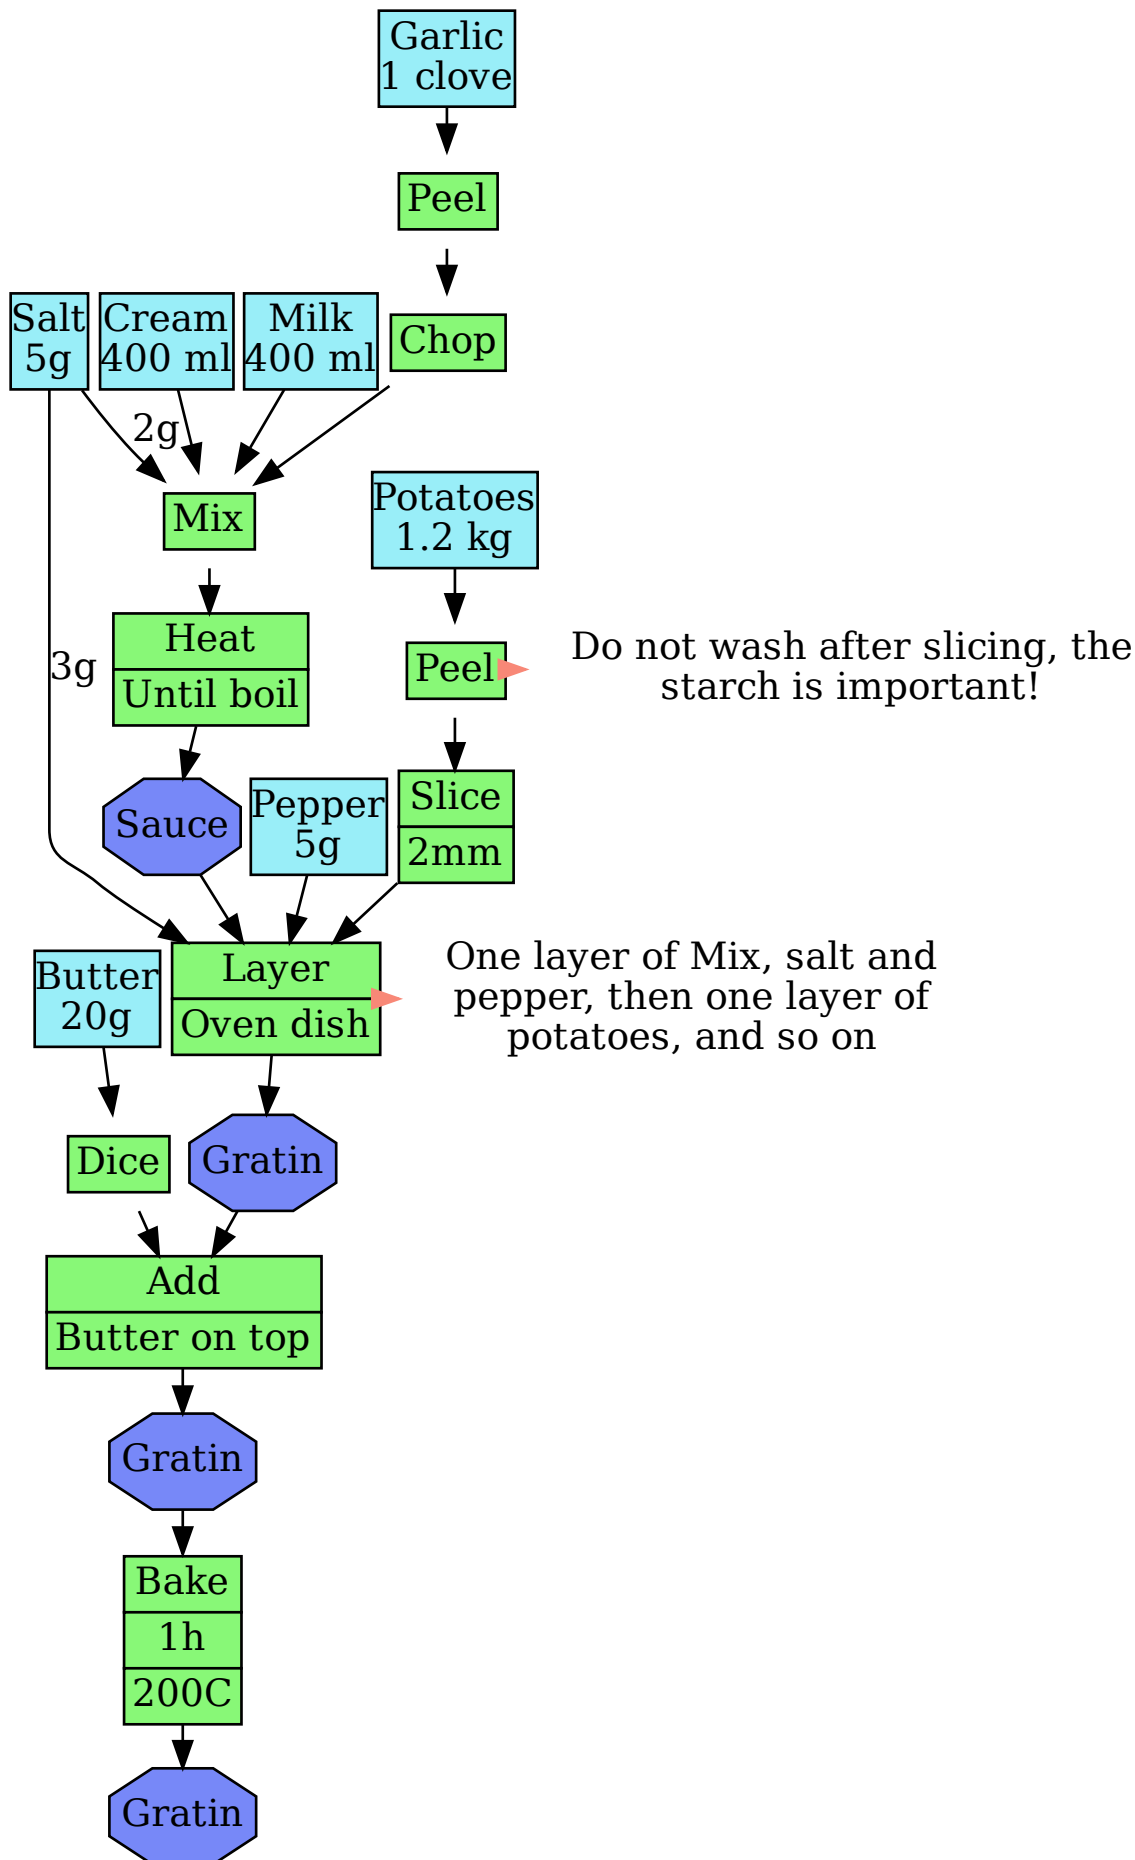 Garlic
1 clove
Peel
Salt
5g
Cream
400 ml
Milk
400 ml
Chop
2g
Mix
Potatoes
1.2 kg
Heat
Until boil
3g
Peel
Do not wash after slicing, the
starch is important!
Sauce
Pepper
5g
Slice
2mm
Butter
20g
Layer
Oven dish
One layer of Mix, salt and
pepper, then one layer of
potatoes, and so on
Dice
Gratin
Add
Butter on top
Gratin
Bake
1h
200C
Gratin